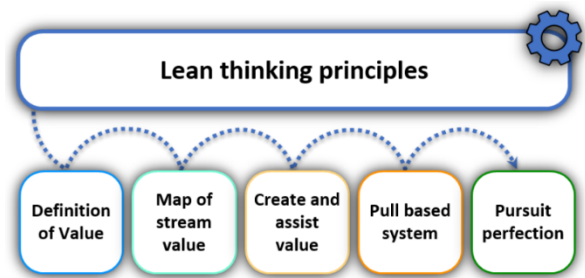 Lean thinking principles
Definition
of Value
Map of
stream
value
Create and
assist
value
Pull based
system
Pursuit
perfection